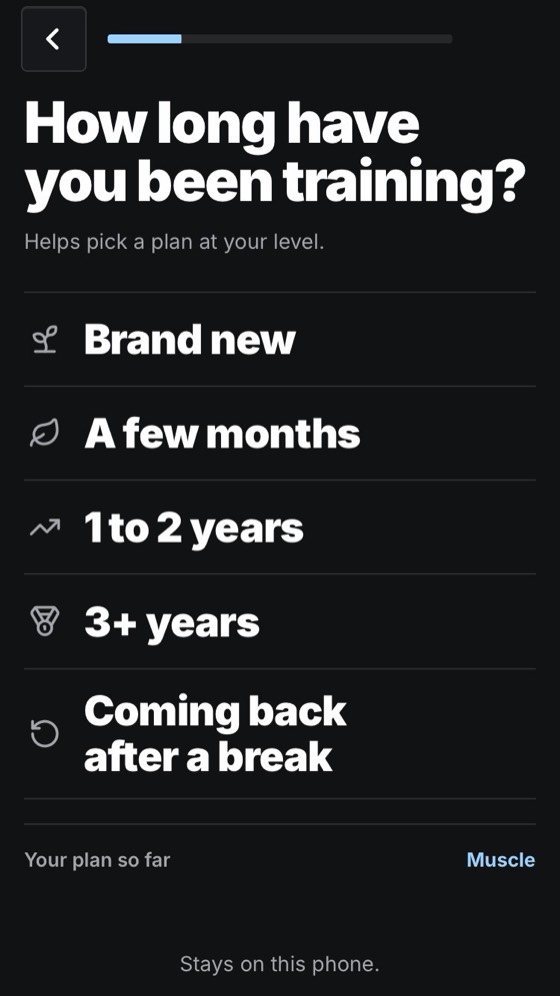 How long have
you been training?
Helps pick a plan at your level.
Brand new
A few months
1 to 2 years
3+ years
Coming back
after a break
Your plan so far
Muscle
Stays on this phone.